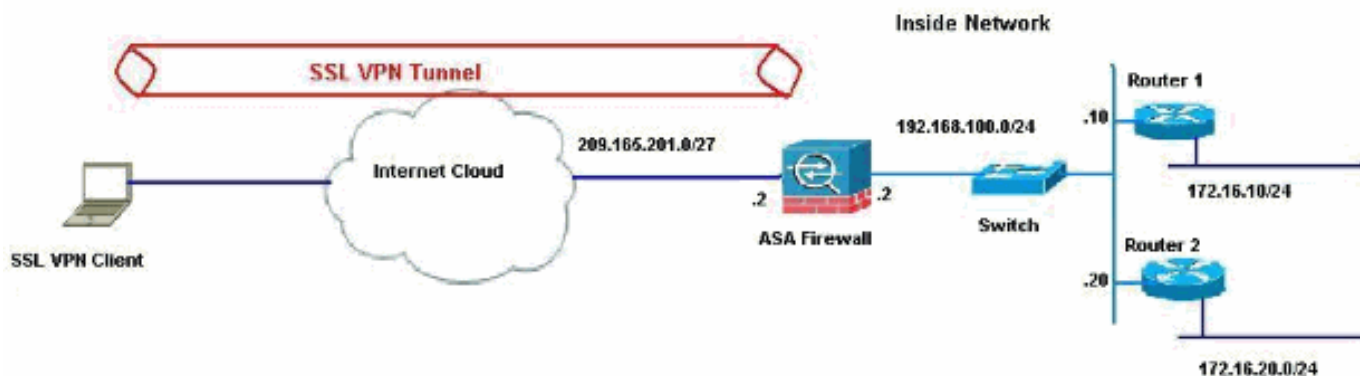 Inside Network
SSL VPN Tunnel
Router 1
192.168.100.0/24
.10
209.165.201.0/27
Internet Cloud
172.16.10/24
.2
.2
ASA Firewall
Switch
SSL VPN Client
Router 2
.20
172.16.20.0/24